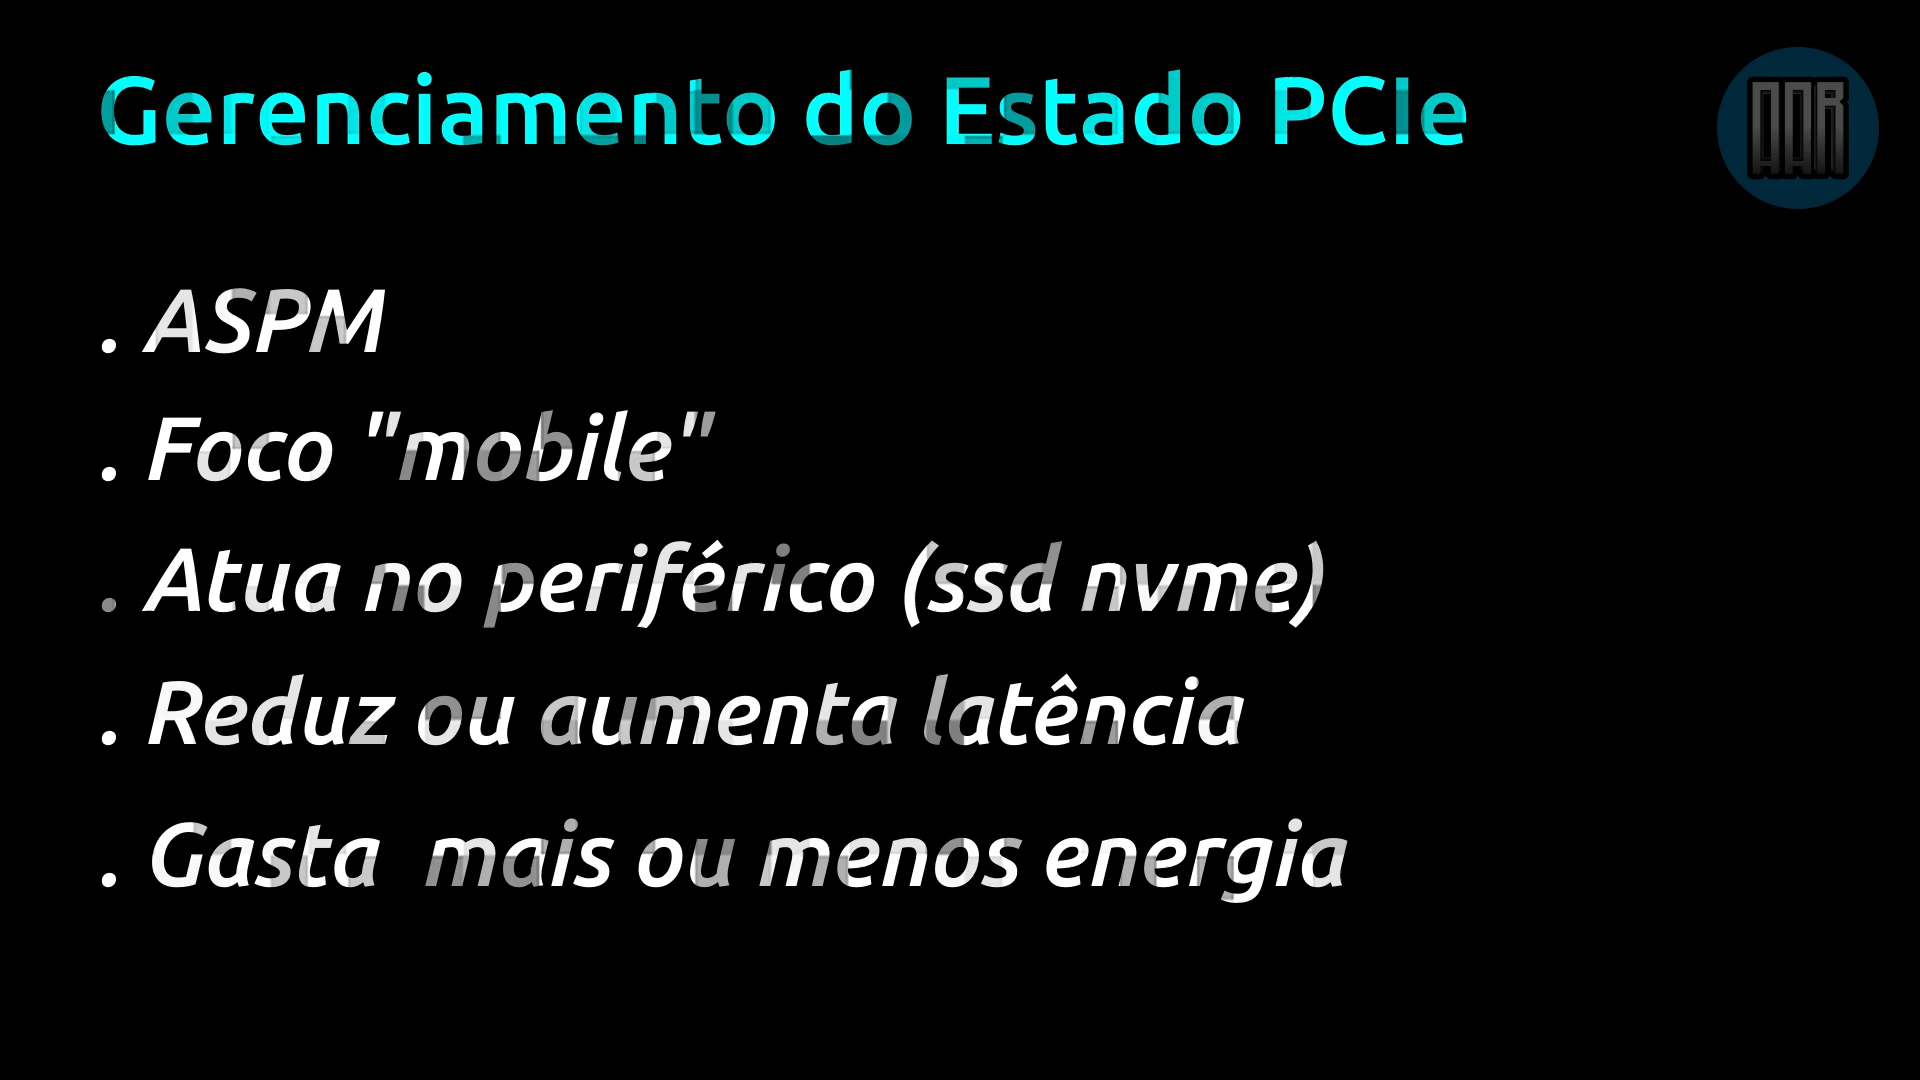 Gerenciamento do Estado PCIe
AAR
. ASPM
. Foco "mobile"
. Atua no periférico (ssd nvme)
. Reduz ou aumenta latência
. Gasta  mais ou menos energia